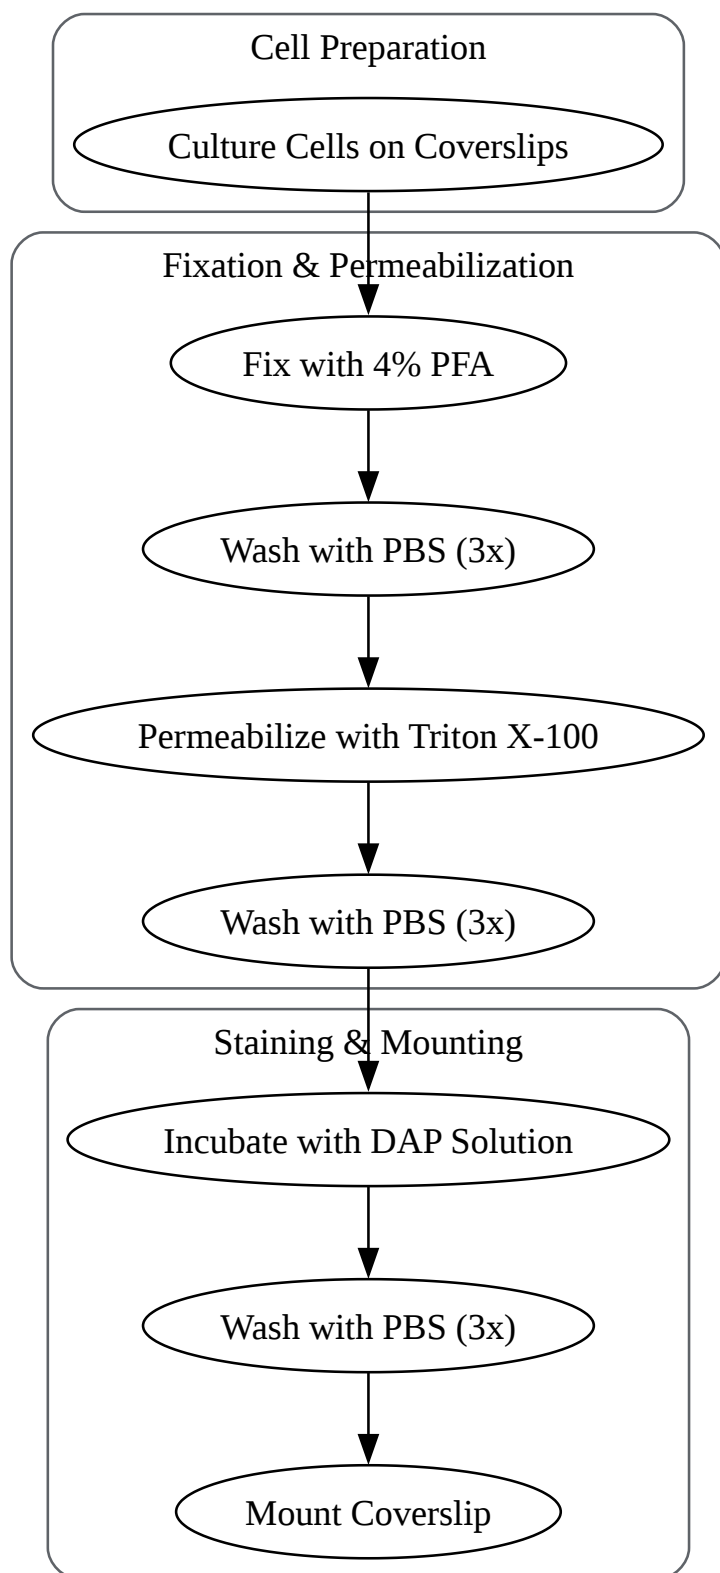 Cell Preparation
Culture Cells on Coverslips
Fixation & Permeabilization
Fix with 4% PFA
Wash with PBS (3x)
Permeabilize with Triton X-100
Wash with PBS (3x)
Staining & Mounting
Incubate with DAP Solution
Wash with PBS (3x)
Mount Coverslip